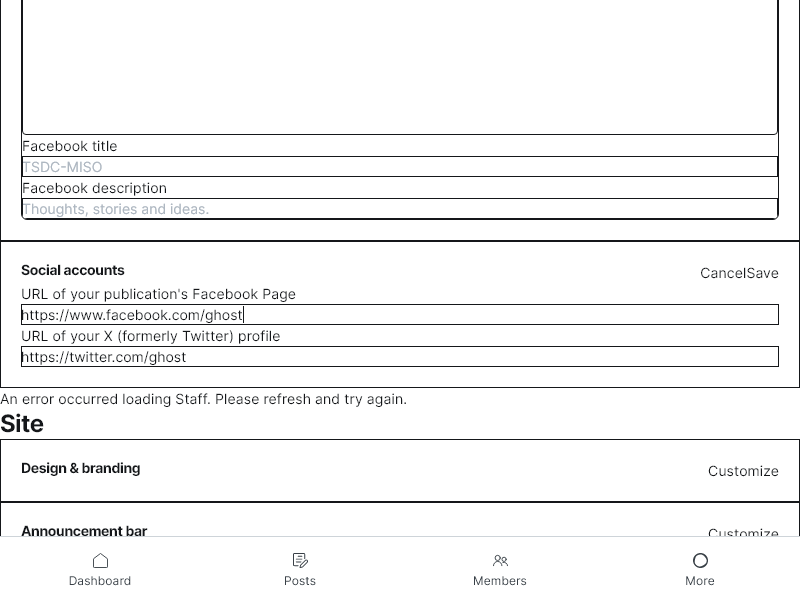 Facebook title
TSDC-MISO
Facebook description
Thoughts, stories and ideas.
Social accounts
CancelSave
URL of your publication's Facebook Page
https://www.facebook.com/ghost
URL of your X (formerly Twitter) profile
https://twitter.com/ghost
An error occurred loading Staff. Please refresh and try again.
Site
Design & branding
Customize
Announcement bar
Customize
Dashboard
Posts
Members
More